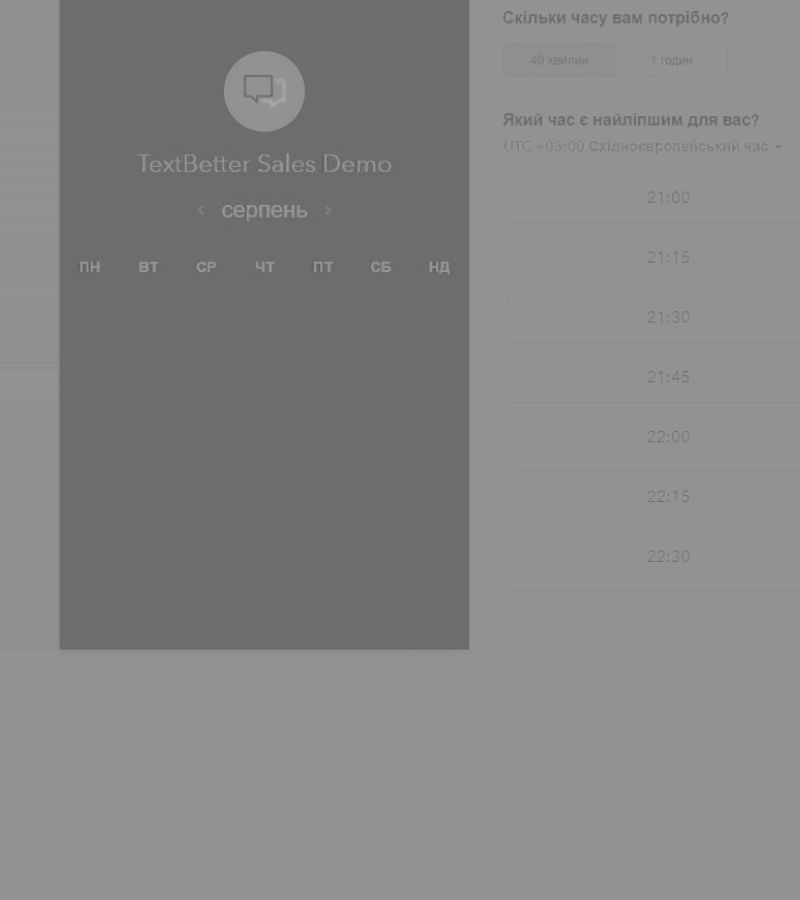 TextBetter Sales Demo
серпень
ПН ВТ СР ЧТ ПТ СБ НД
Скільки часу вам потрібно?
40 хвилин 1 годин
Який час є найліпшим для вас?
UTC +03:00 Східноєвропейський час
21:00
21:15
21:30
21:45
22:00
22:15
22:30